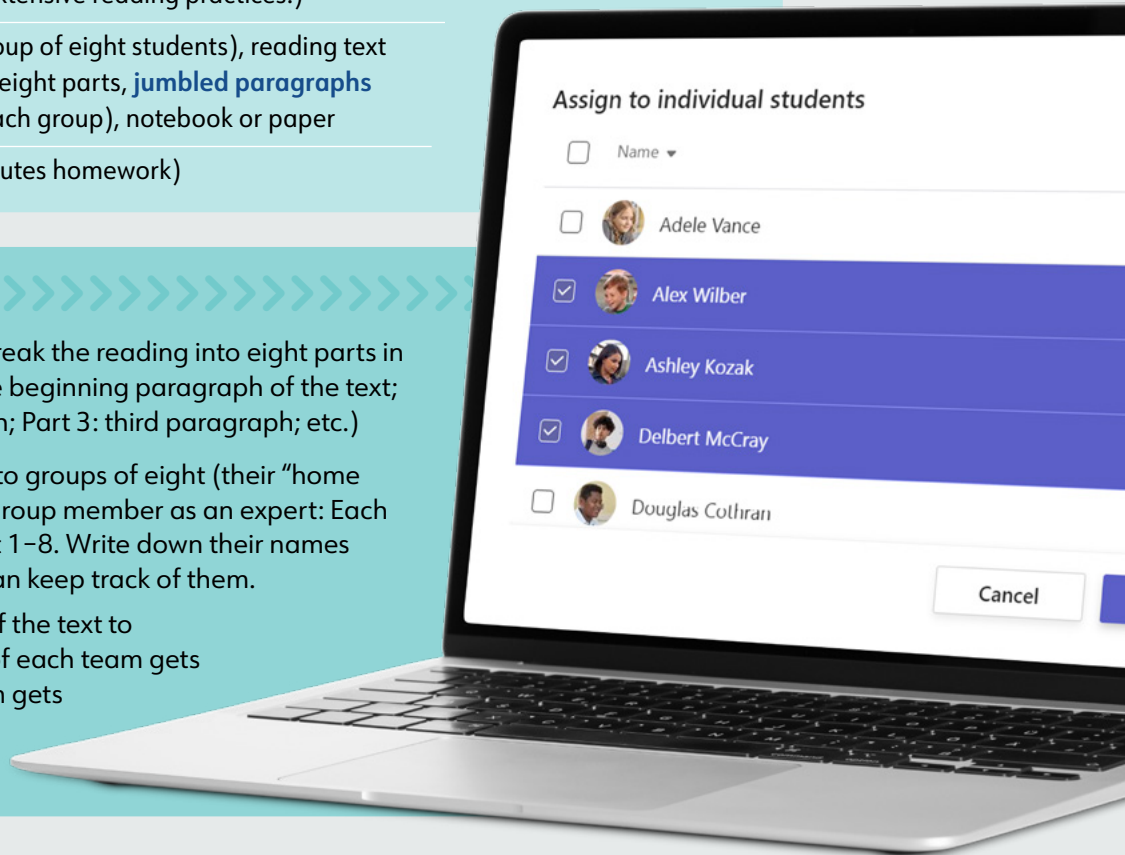 xtensive reading practices.)
oup of eight students), reading text
eight parts, jumbled paragraphs
ach group), notebook or paper
utes homework)
reak the reading into eight parts in
e beginning paragraph of the text;
n; Part 3: third paragraph; etc.)
to groups of eight (their “home
group member as an expert: Each
t 1–8. Write down their names
an keep track of them.
f the text to
of each team gets
n gets
Assign to individual students
Name
Adele Vance
Alex Wilber
Ashley Kozak
Delbert McCray
Douglas Cothran
Cancel